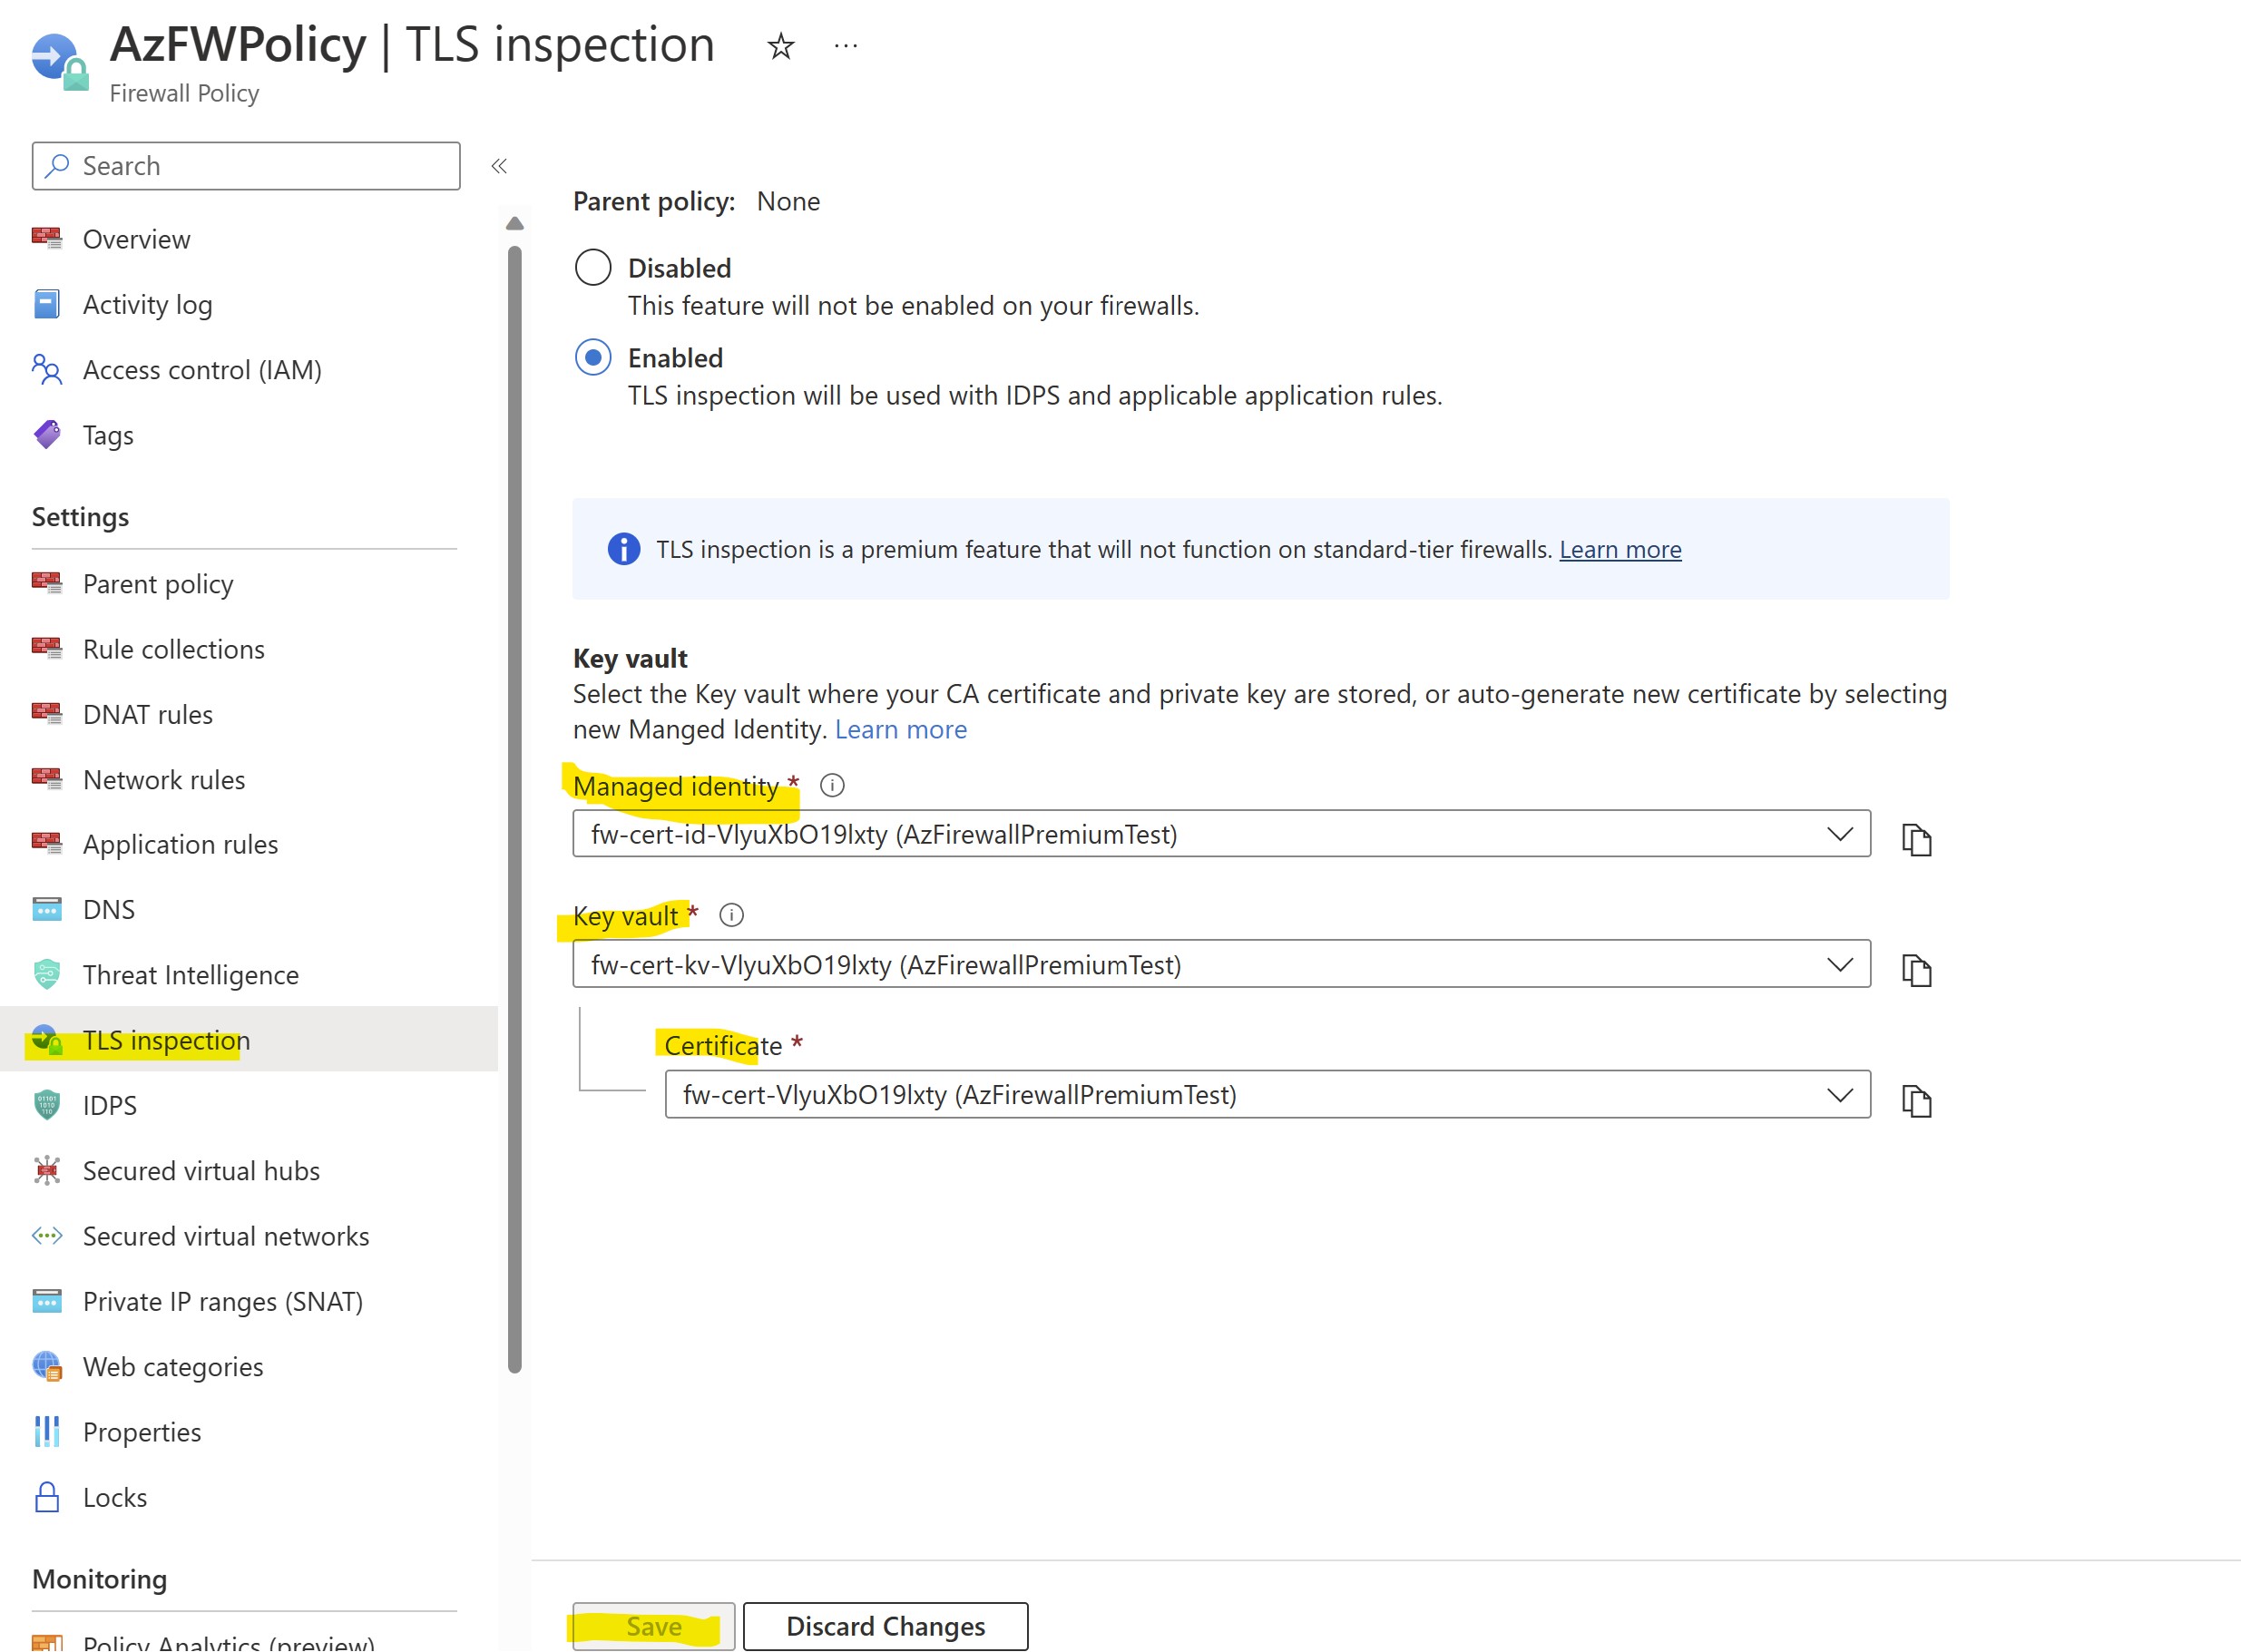 AzFWPolicy | TLS inspection
Firewall Policy
Search
Overview
Activity log
Access control (IAM)
Tags
Settings
Parent policy
Rule collections
DNAT rules
Network rules
Application rules
DNS
Threat Intelligence
TLS inspection
IDPS
Secured virtual hubs
Secured virtual networks
Private IP ranges (SNAT)
Web categories
Properties
Locks
Monitoring
Policy Analytics (preview)
Parent policy: None
Disabled
This feature will not be enabled on your firewalls.
Enabled
TLS inspection will be used with IDPS and applicable application rules.
TLS inspection is a premium feature that will not function on standard-tier firewalls. Learn more
Key vault
Select the Key vault where your CA certificate and private key are stored, or auto-generate new certificate by selecting
new Manged Identity. Learn more
Managed identity *
fw-cert-id-VlyuXbO19lxty (AzFirewallPremiumTest)
Key vault *
fw-cert-kv-VlyuXbO19lxty (AzFirewallPremiumTest)
Certificate *
fw-cert-VlyuXbO19lxty (AzFirewallPremiumTest)
Save
Discard Changes